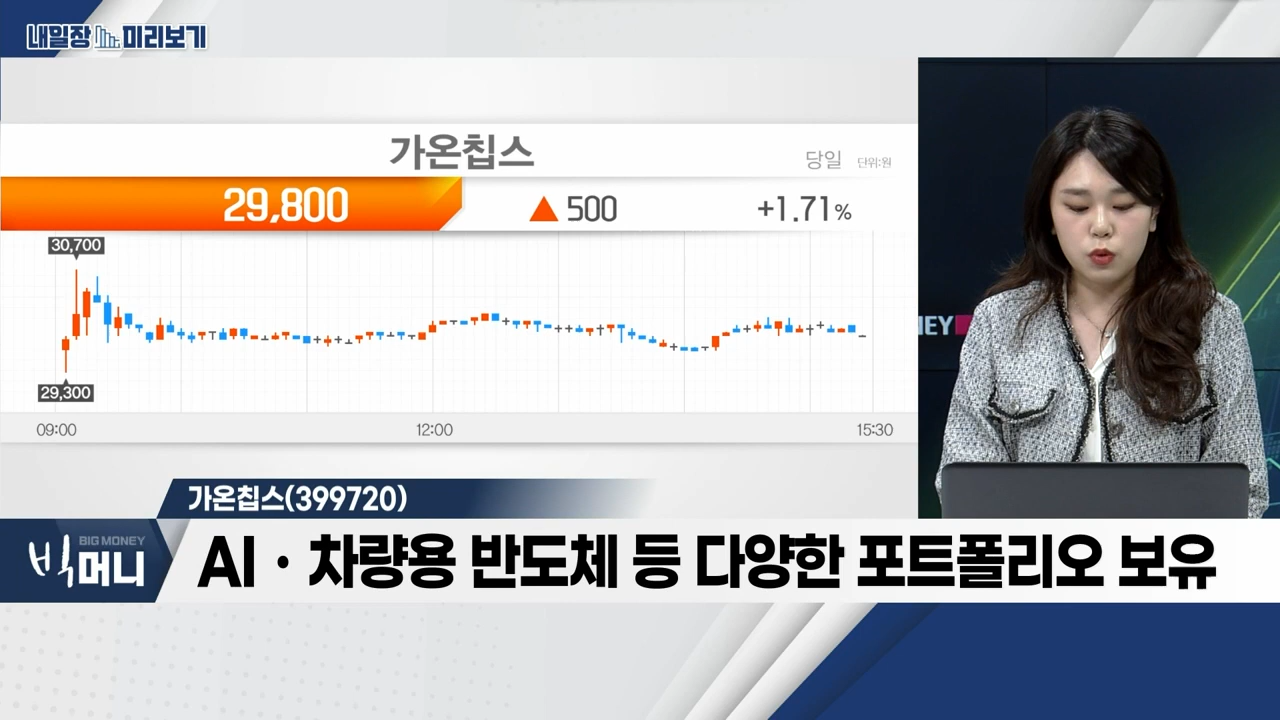 내일장 미리보기
가온칩스
당일 단위:원
29,800 ▲ 500 +1.71%
30,700
29,300
09:00 12:00 15:30
NEY
가온칩스(399720)
BIG MONEY
빅머니
AI · 차량용 반도체 등 다양한 포트폴리오 보유